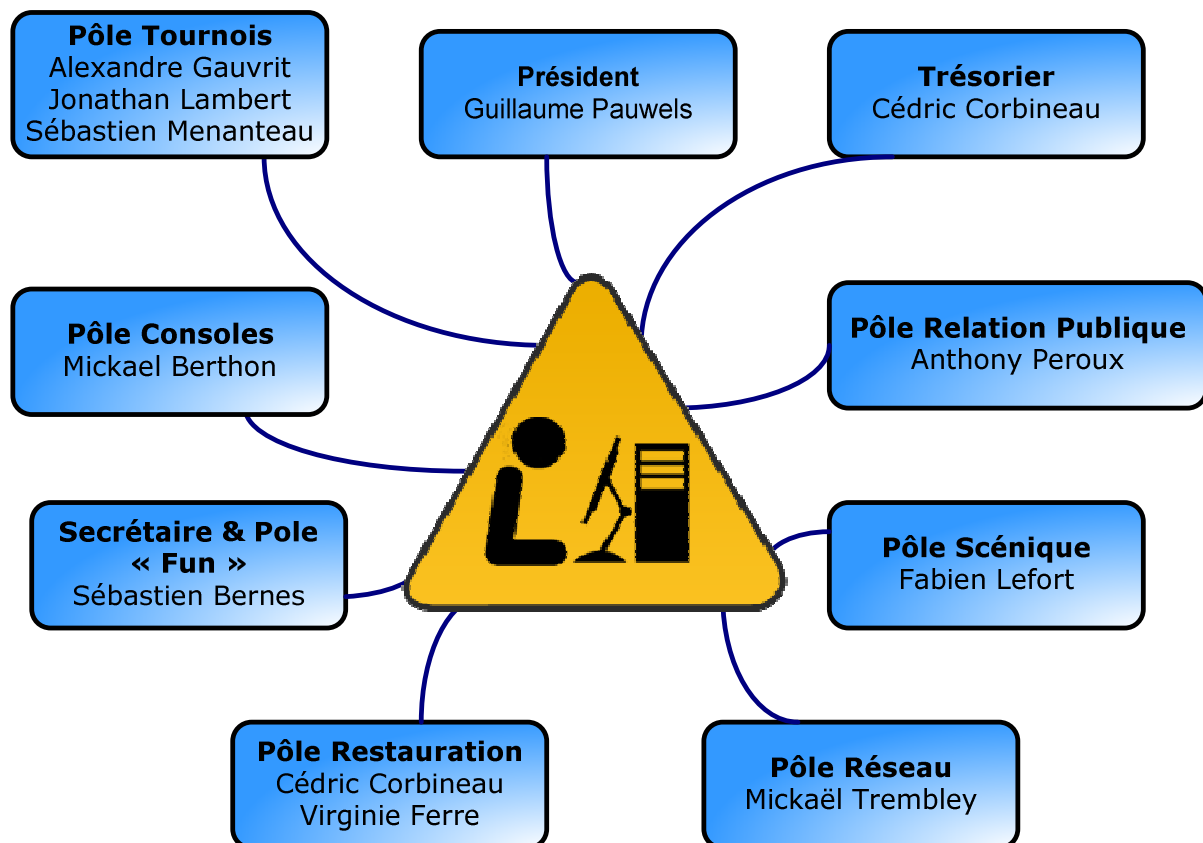 Pôle Tournois
Alexandre Gauvrit
Jonathan Lambert
Sébastien Menanteau
Président
Guillaume Pauwels
Trésorier
Cédric Corbineau
Pôle Consoles
Mickael Berthon
Pôle Relation Publique
Anthony Peroux
Secrétaire & Pole
« Fun »
Sébastien Bernes
Pôle Scénique
Fabien Lefort
Pôle Restauration
Cédric Corbineau
Virginie Ferre
Pôle Réseau
Mickaël Trembley